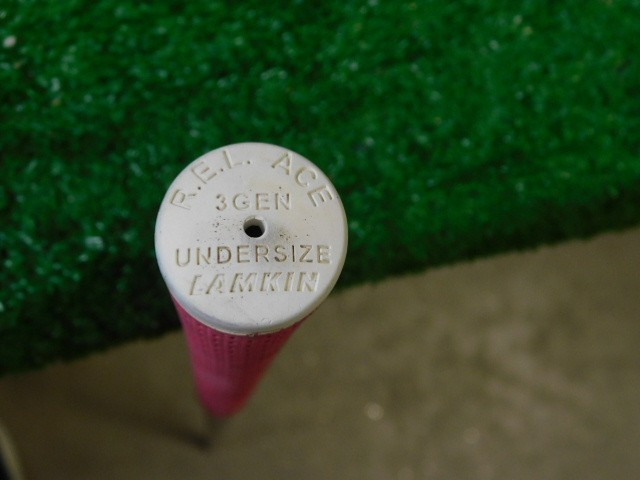 R.E.L. ACE
3GEN
UNDERSIZE
LAMKIN